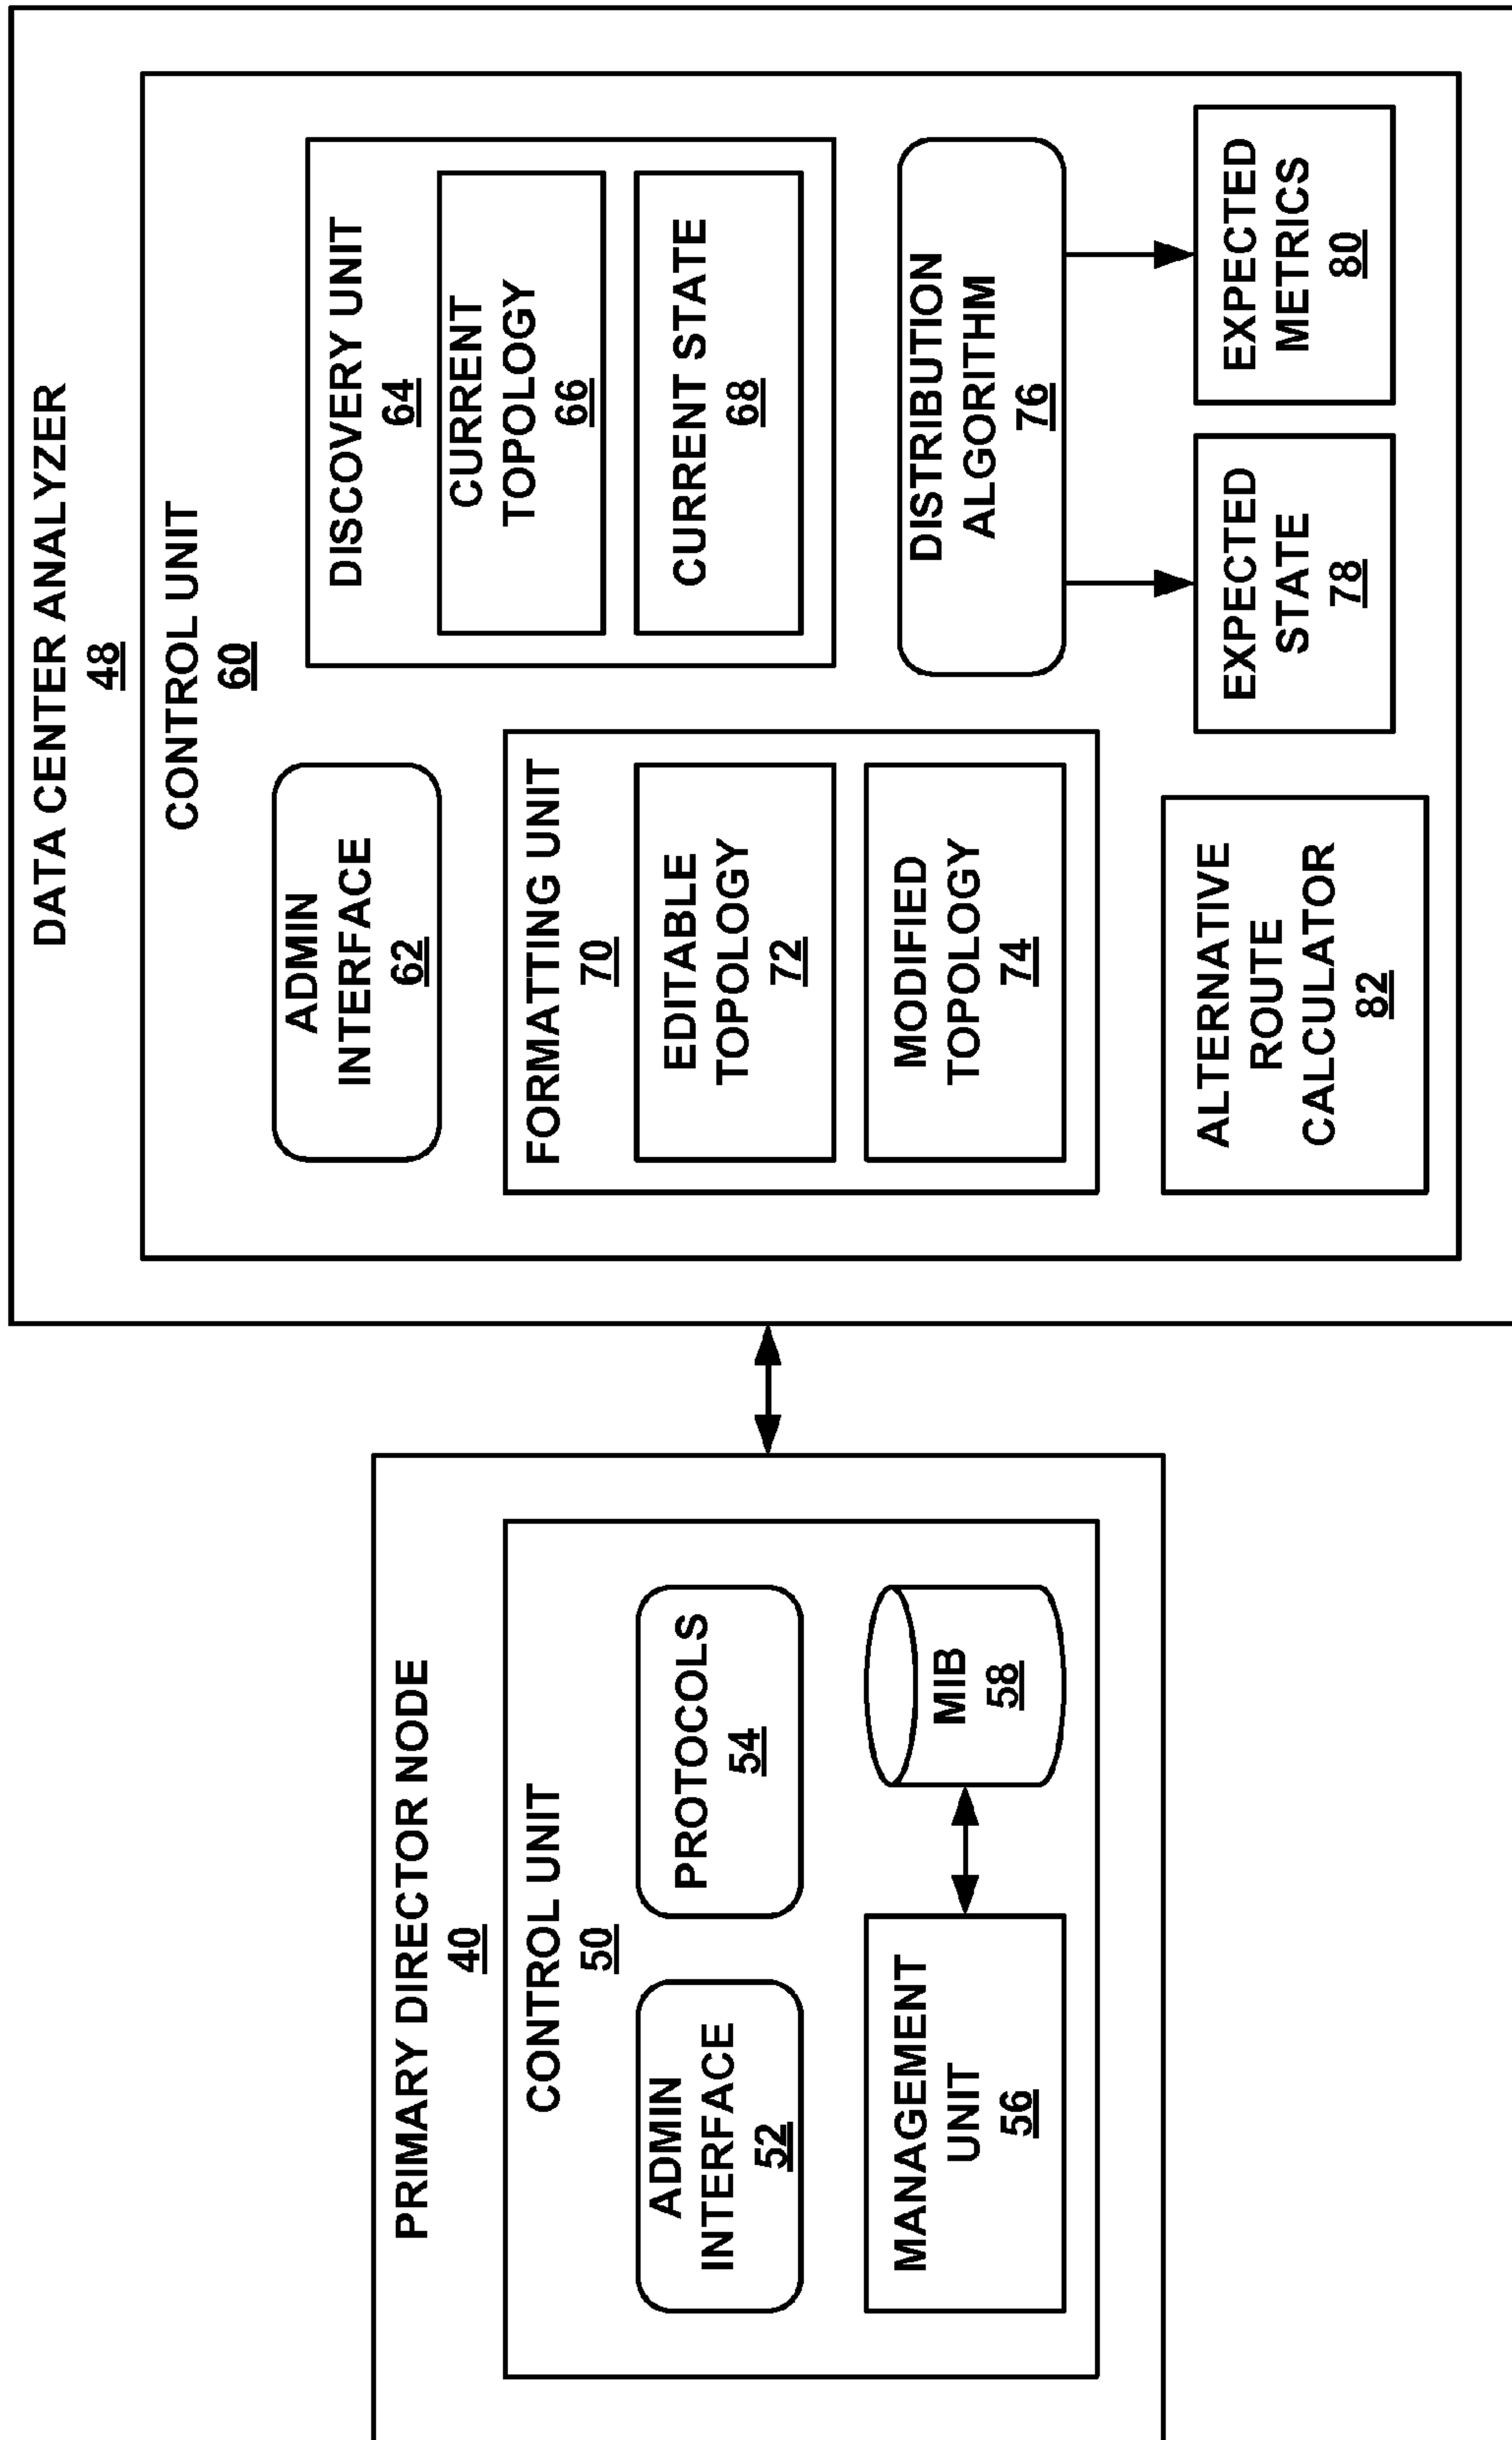 PRIMARY DIRECTOR NODE
40
CONTROL UNIT
50
ADMIN
INTERFACE
52
PROTOCOLS
54
MANAGEMENT
UNIT
56
MIB
58
DATA CENTER ANALYZER
48
CONTROL UNIT
60
ADMIN
INTERFACE
62
DISCOVERY UNIT
64
CURRENT
TOPOLOGY
66
CURRENT STATE
68
FORMATTING UNIT
70
EDITABLE
TOPOLOGY
72
MODIFIED
TOPOLOGY
74
DISTRIBUTION
ALGORITHM
76
ALTERNATIVE
ROUTE
CALCULATOR
82
EXPECTED
STATE
78
EXPECTED
METRICS
80